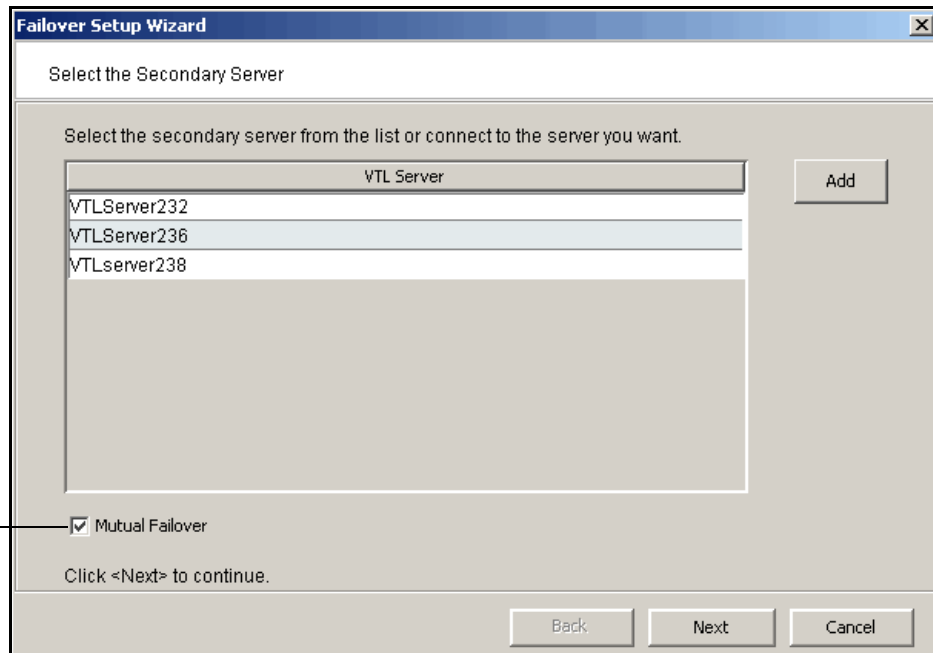 Failover Setup Wizard
Select the Secondary Server
Select the secondary server from the list or connect to the server you want.
VTL Server
Add
VTLServer232
VTLServer236
VTLserver238
Mutual Failover
Click <Next> to continue.
Back
Next
Cancel